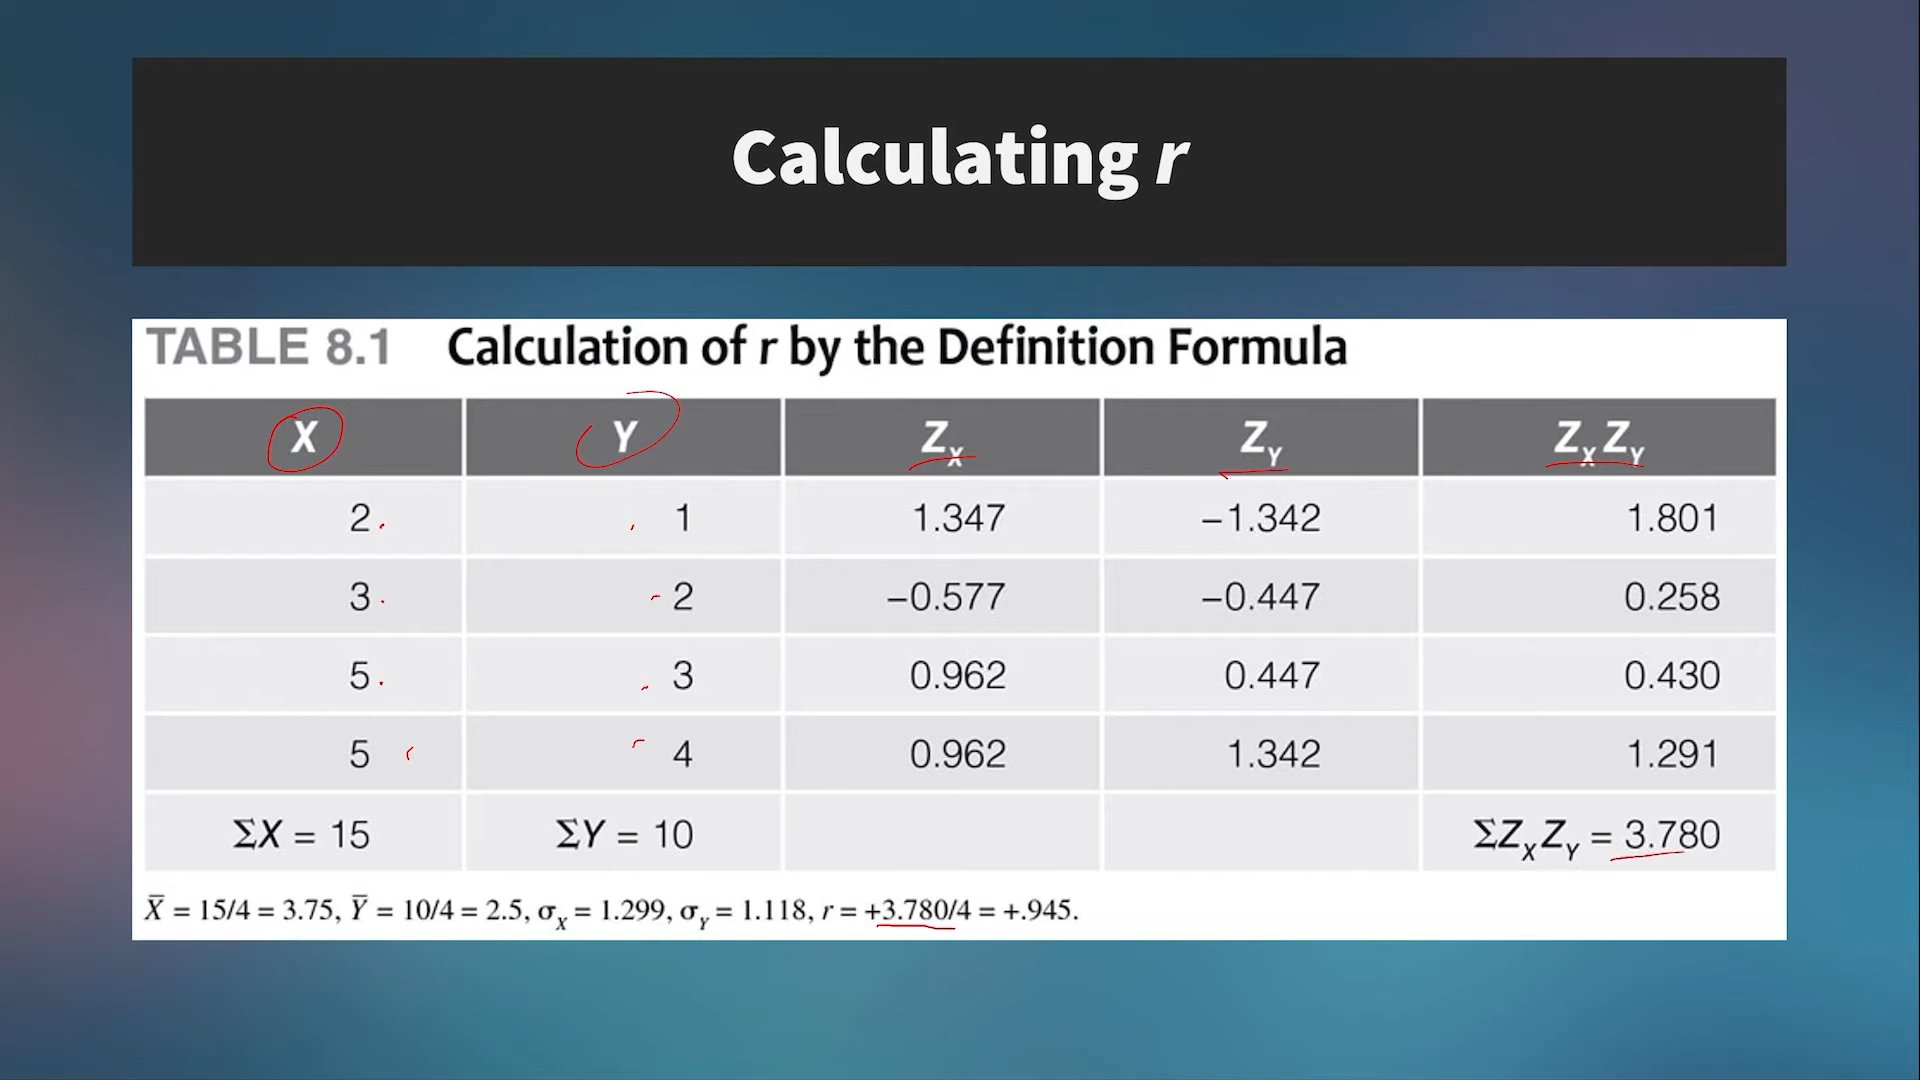 Calculating r
TABLE 8.1 Calculation of r by the Definition Formula
X Y Z_X Z_Y Z_X Z_Y
2 1 1.347 −1.342 1.801
3 2 −0.577 −0.447 0.258
5 3 0.962 0.447 0.430
5 4 0.962 1.342 1.291
ΣX = 15 ΣY = 10 ΣZ_X Z_Y = 3.780
X̅ = 15/4 = 3.75, Y̅ = 10/4 = 2.5, σ_X = 1.299, σ_Y = 1.118, r = +3.780/4 = +.945.